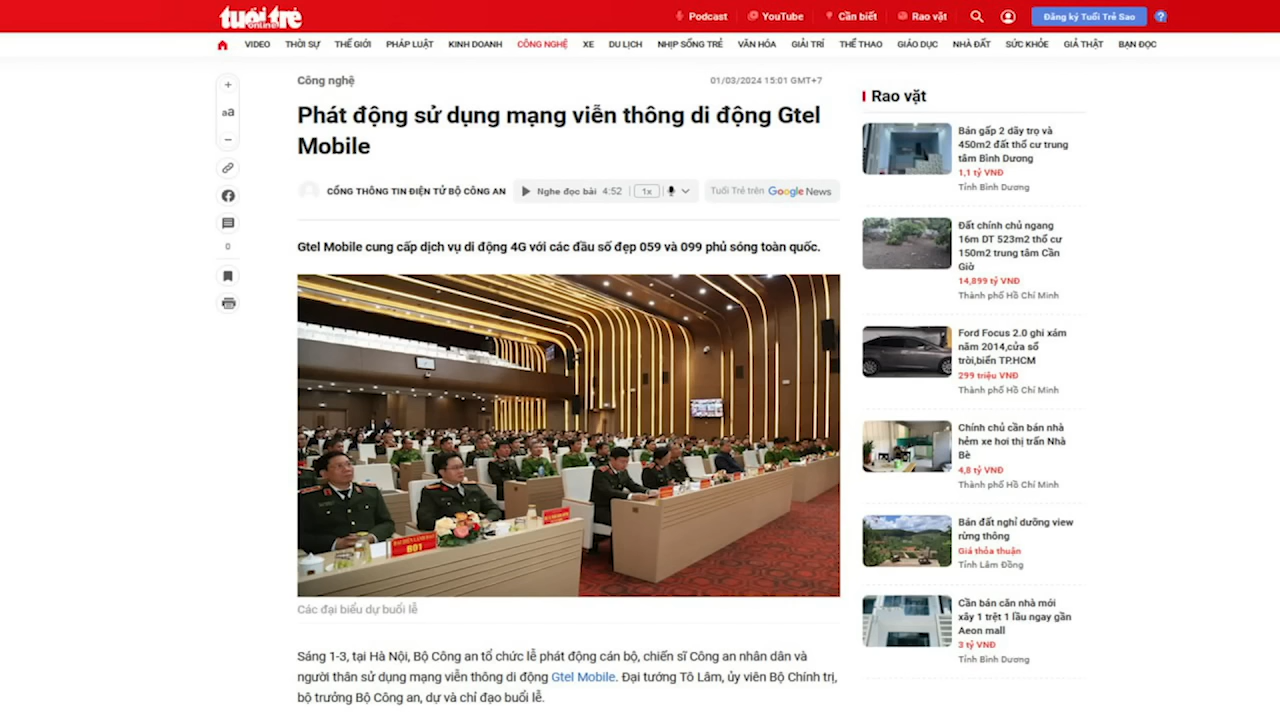 tuổi trẻ
online
Podcast
YouTube
Cần biết
Rao vặt
Đăng ký Tuổi Trẻ Sao
?
VIDEO
THỜI SỰ
THẾ GIỚI
PHÁP LUẬT
KINH DOANH
CÔNG NGHỆ
XE
DU LỊCH
NHỊP SỐNG TRẺ
VĂN HÓA
GIẢI TRÍ
THỂ THAO
GIÁO DỤC
NHÀ ĐẤT
SỨC KHỎE
GIẢ THẬT
BẠN ĐỌC
+
aA
−
0
Công nghệ
01/03/2024 15:01 GMT+7
Phát động sử dụng mạng viễn thông di động Gtel
Mobile
CỔNG THÔNG TIN ĐIỆN TỬ BỘ CÔNG AN
Nghe đọc bài 4:52
1x
Tuổi Trẻ trên Google News
Gtel Mobile cung cấp dịch vụ di động 4G với các đầu số đẹp 059 và 099 phủ sóng toàn quốc.
ĐẠI DIỆN LÃNH ĐẠO
B01
Các đại biểu dự buổi lễ
Sáng 1-3, tại Hà Nội, Bộ Công an tổ chức lễ phát động cán bộ, chiến sĩ Công an nhân dân và
người thân sử dụng mạng viễn thông di động Gtel Mobile. Đại tướng Tô Lâm, ủy viên Bộ Chính trị,
bộ trưởng Bộ Công an, dự và chỉ đạo buổi lễ.
Rao vặt
Bán gấp 2 dãy trọ và
450m2 đất thổ cư trung
tâm Bình Dương
1,1 tỷ VNĐ
Tỉnh Bình Dương
Đất chính chủ ngang
16m DT 523m2 thổ cư
150m2 trung tâm Cần
Giờ
14,899 tỷ VNĐ
Thành phố Hồ Chí Minh
Ford Focus 2.0 ghi xám
năm 2014,cửa sổ
trời,biển TP.HCM
299 triệu VNĐ
Thành phố Hồ Chí Minh
Chính chủ cần bán nhà
hẻm xe hơi thị trấn Nhà
Bè
4,8 tỷ VNĐ
Thành phố Hồ Chí Minh
Bán đất nghỉ dưỡng view
rừng thông
Giá thỏa thuận
Tỉnh Lâm Đồng
Cần bán căn nhà mới
xây 1 trệt 1 lầu ngay gần
Aeon mall
3 tỷ VNĐ
Tỉnh Bình Dương